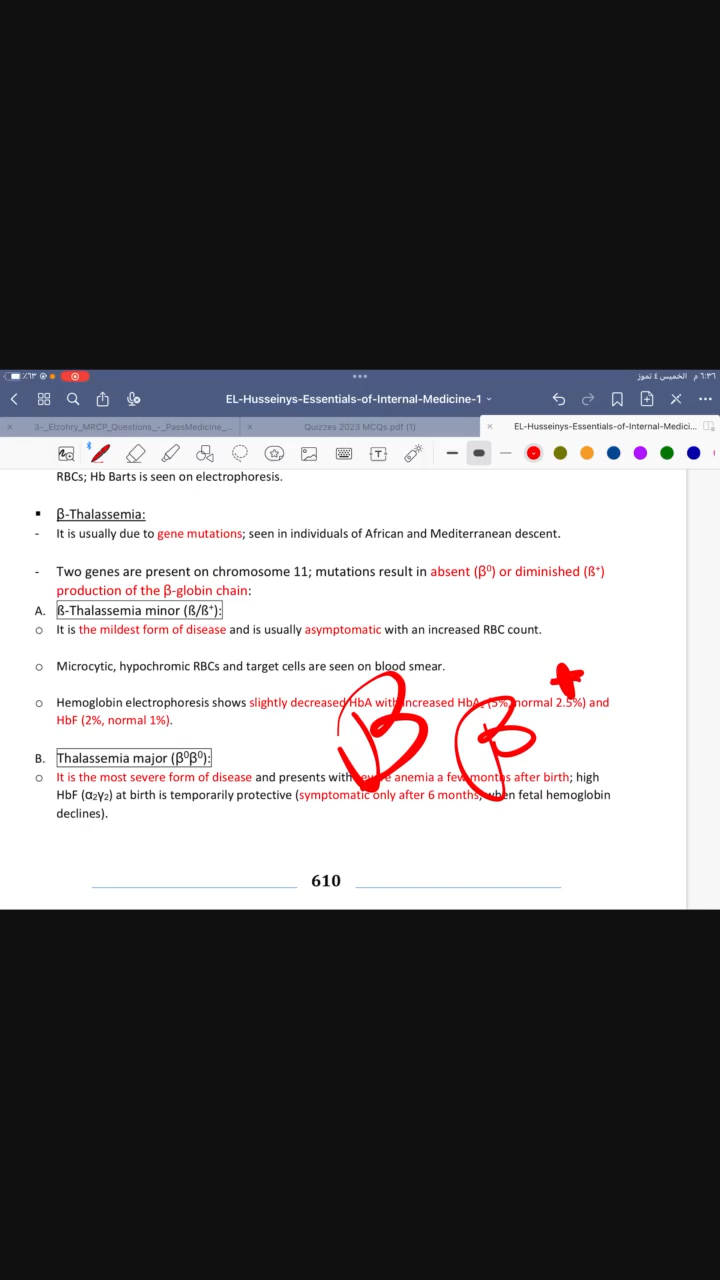 ٪٦٣
٦:٣٦ م الخميس ٤ تموز
EL-Husseinys-Essentials-of-Internal-Medicine-1
3-_Elzohry_MRCP_Questions_-_PassMedicine_...
Quizzes 2023 MCQs.pdf (1)
EL-Husseinys-Essentials-of-Internal-Medici...
RBCs; Hb Barts is seen on electrophoresis.
▪ β-Thalassemia:
- It is usually due to gene mutations; seen in individuals of African and Mediterranean descent.
- Two genes are present on chromosome 11; mutations result in absent (β⁰) or diminished (ß⁺)
production of the β-globin chain:
A. ß-Thalassemia minor (ß/ß⁺):
o It is the mildest form of disease and is usually asymptomatic with an increased RBC count.
o Microcytic, hypochromic RBCs and target cells are seen on blood smear.
o Hemoglobin electrophoresis shows slightly decreased HbA with increased HbA₂ (5%, normal 2.5%) and
HbF (2%, normal 1%).
β β⁺
B. Thalassemia major (β⁰β⁰):
o It is the most severe form of disease and presents with severe anemia a few months after birth; high
HbF (α₂γ₂) at birth is temporarily protective (symptomatic only after 6 months, when fetal hemoglobin
declines).
610